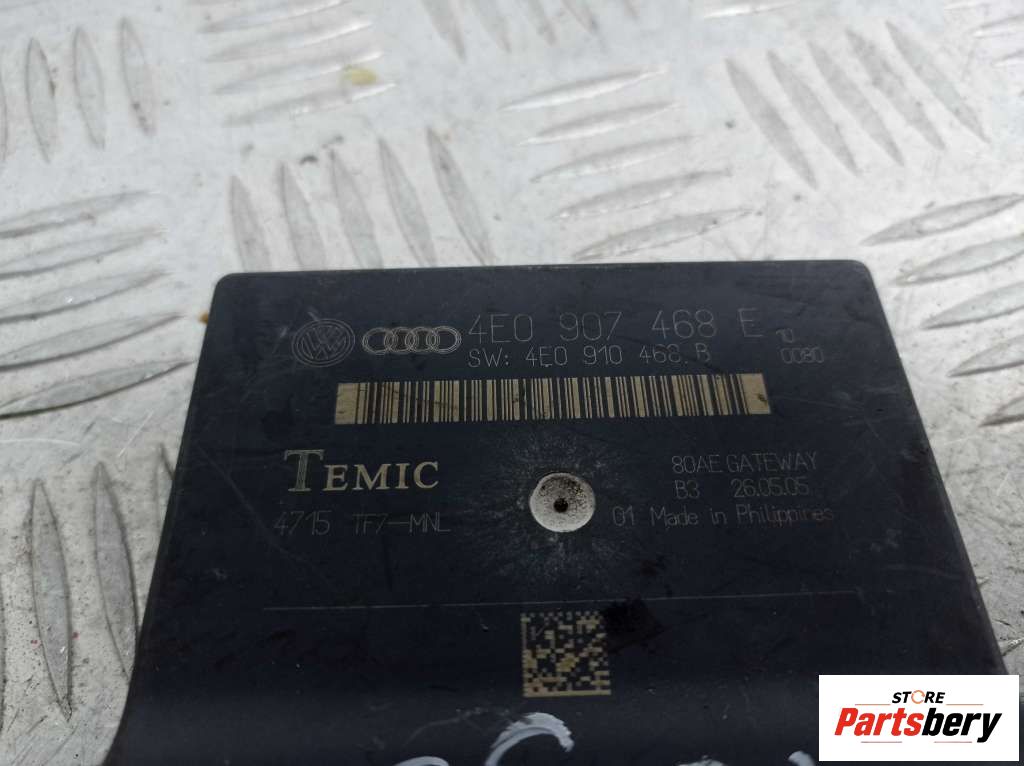 4E0 907 468 E 10
SW: 4E0 910 468 B 0080
TEMIC
80AE GATEWAY
B3 26.05.05
4715 TF7-MNL
01 Made in Philippines
STORE
Partsbery